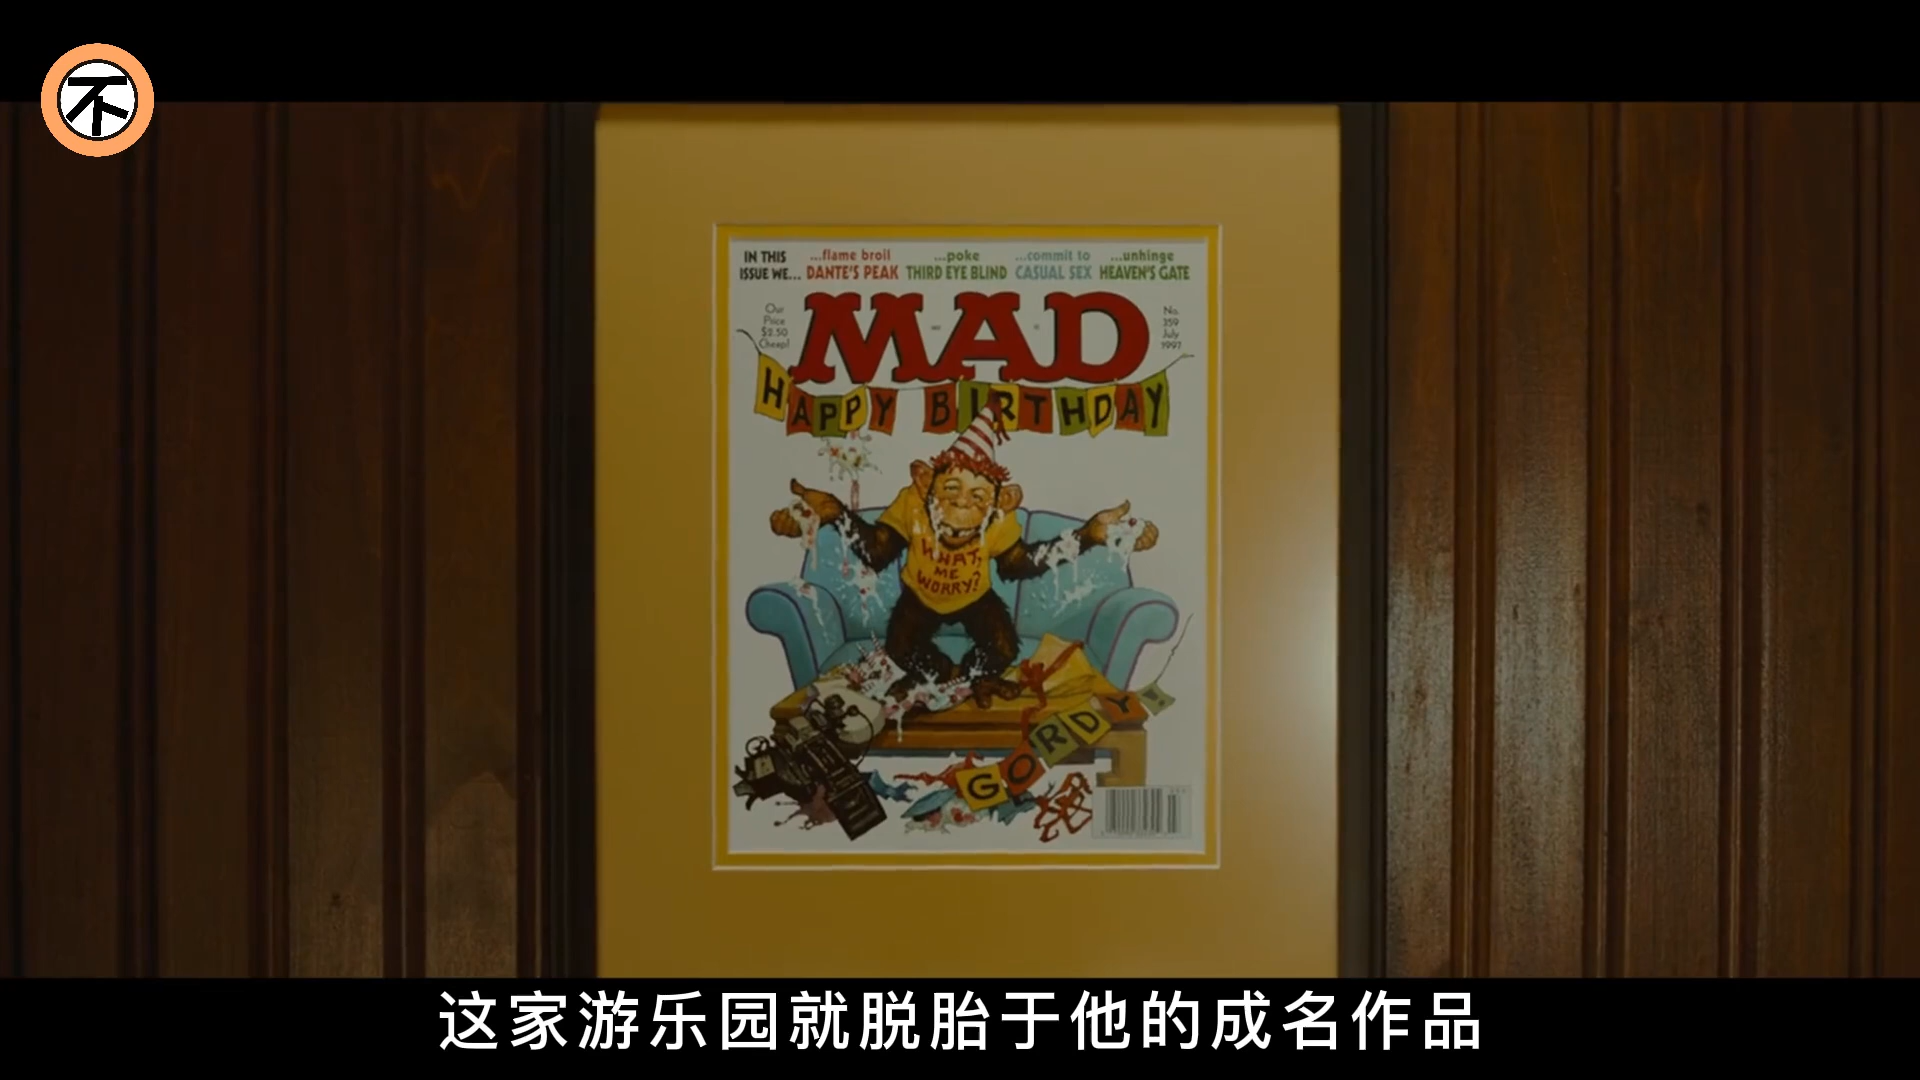 不
IN THIS ISSUE WE...
...flame broil DANTE'S PEAK
...poke THIRD EYE BLIND
...commit to CASUAL SEX
...unhinge HEAVEN'S GATE
Our Price $2.50 Cheap!
MAD
No. 359 July 1997
HAPPY BIRTHDAY
WHAT, ME WORRY?
GORDY!
这家游乐园就脱胎于他的成名作品